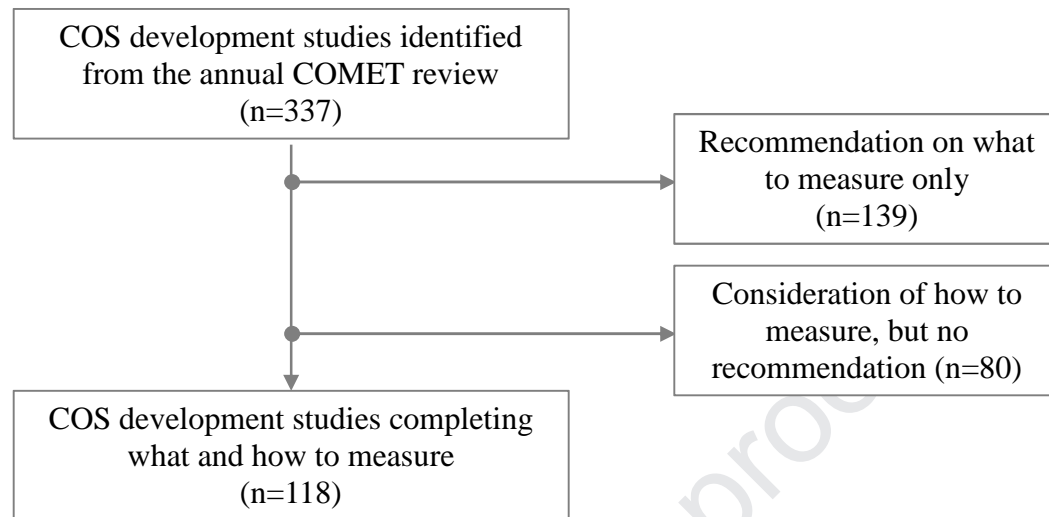 COS development studies identified
from the annual COMET review
(n=337)
Recommendation on what
to measure only
(n=139)
Consideration of how to
measure, but no
recommendation (n=80)
COS development studies completing
what and how to measure
(n=118)